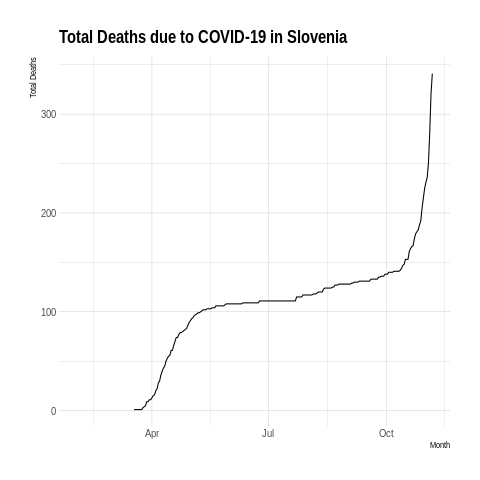 Total Deaths due to COVID-19 in Slovenia
Total Deaths
300
200
100
0
Apr Jul Oct
Month